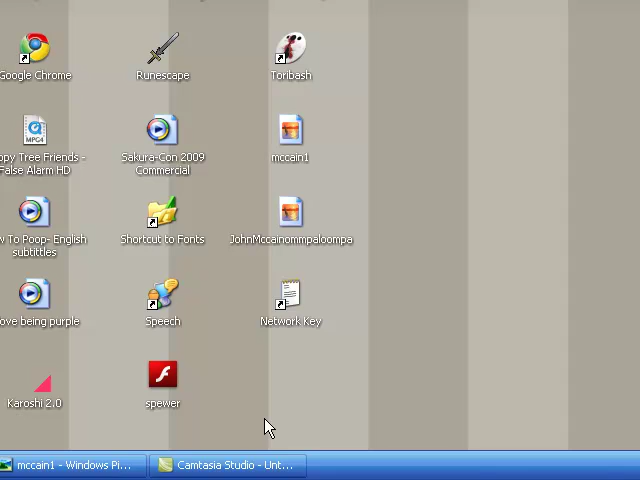 Google Chrome
Runescape
Toribash
MPG4
ppy Tree Friends -
False Alarm HD
Sakura-Con 2009
Commercial
mccain1
w To Poop- English
subtitles
Shortcut to Fonts
JohnMccainommpaloompa
ove being purple
Speech
Network Key
Karoshi 2.0
spewer
mccain1 - Windows Pi...
Camtasia Studio - Unt...